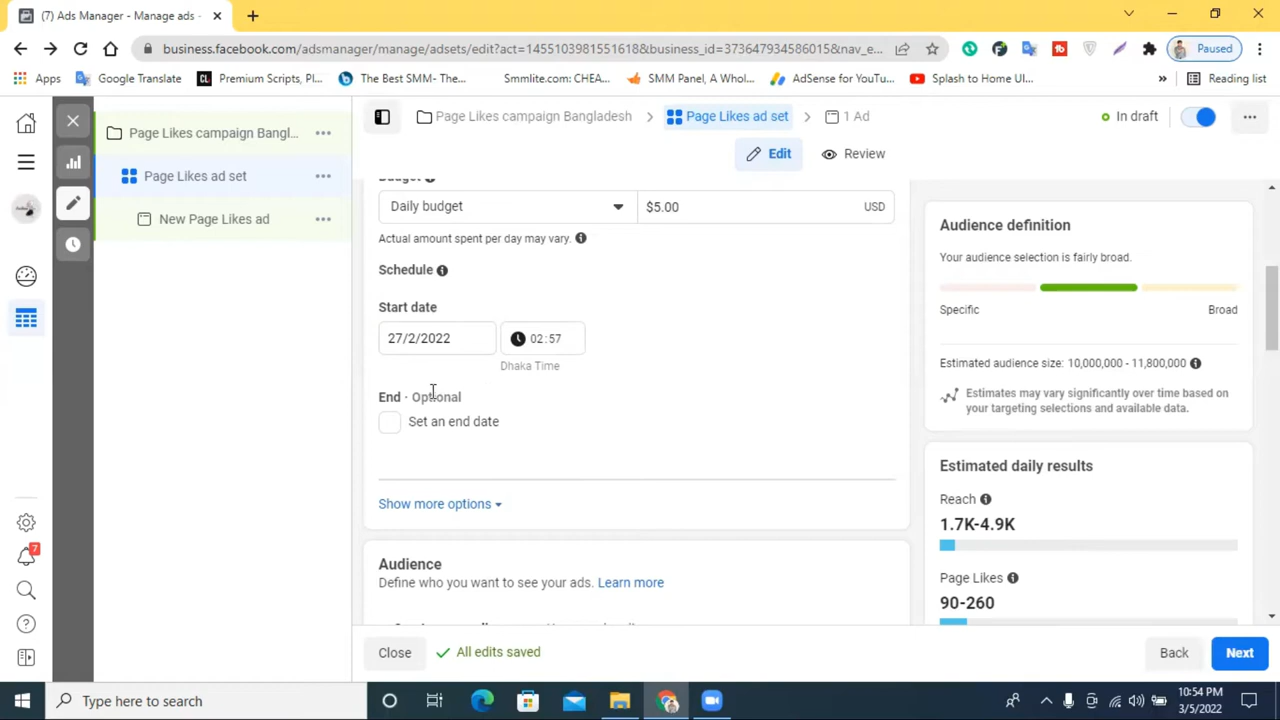 (7) Ads Manager - Manage ads -
business.facebook.com/adsmanager/manage/adsets/edit?act=1455103981551618&business_id=373647934586015&nav_e...
Paused
Apps
Google Translate
Premium Scripts, Pl...
The Best SMM- The...
Smmlite.com: CHEA...
SMM Panel, A Whol...
AdSense for YouTu...
Splash to Home UI...
»
Reading list
Page Likes campaign Bangl...
Page Likes ad set
New Page Likes ad
Page Likes campaign Bangladesh
Page Likes ad set
1 Ad
In draft
Edit
Review
Budget
Daily budget
$5.00
USD
Actual amount spent per day may vary.
Schedule
Start date
27/2/2022
02:57
Dhaka Time
End · Optional
Set an end date
Show more options
Audience
Define who you want to see your ads. Learn more
Audience definition
Your audience selection is fairly broad.
Specific
Broad
Estimated audience size: 10,000,000 - 11,800,000
Estimates may vary significantly over time based on
your targeting selections and available data.
Estimated daily results
Reach
1.7K-4.9K
Page Likes
90-260
Close
All edits saved
Back
Next
7
Type here to search
10:54 PM
3/5/2022